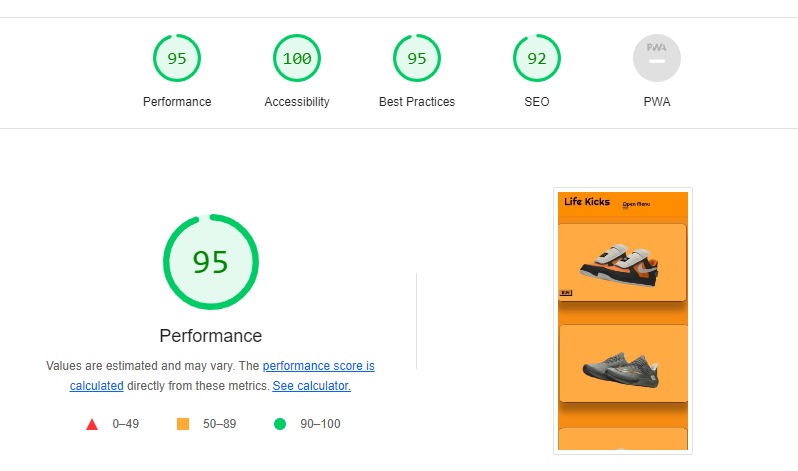 95
100
95
92
PWA
Performance
Accessibility
Best Practices
SEO
PWA
Life Kicks
Open Menu
95
Performance
Values are estimated and may vary. The performance score is
calculated directly from these metrics. See calculator.
0–49
50–89
90–100